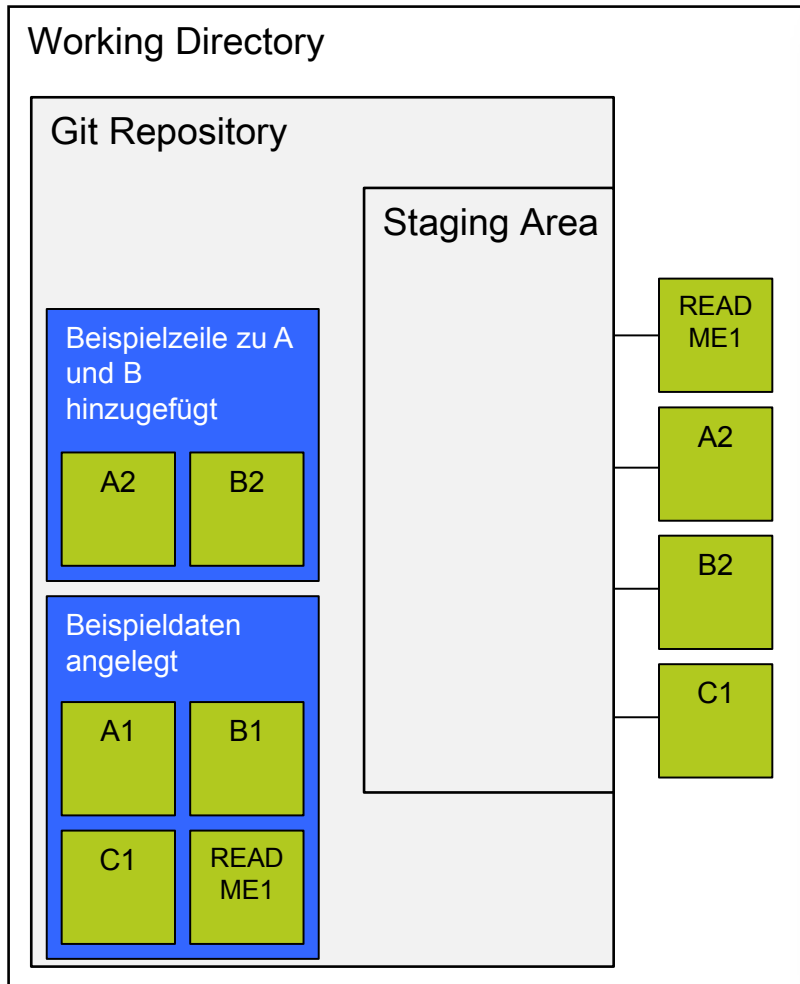 Working Directory
Git Repository
Staging Area
Beispielzeile zu A
und B
hinzugefügt
A2
B2
Beispieldaten
angelegt
A1
B1
C1
READ
ME1
READ
ME1
A2
B2
C1